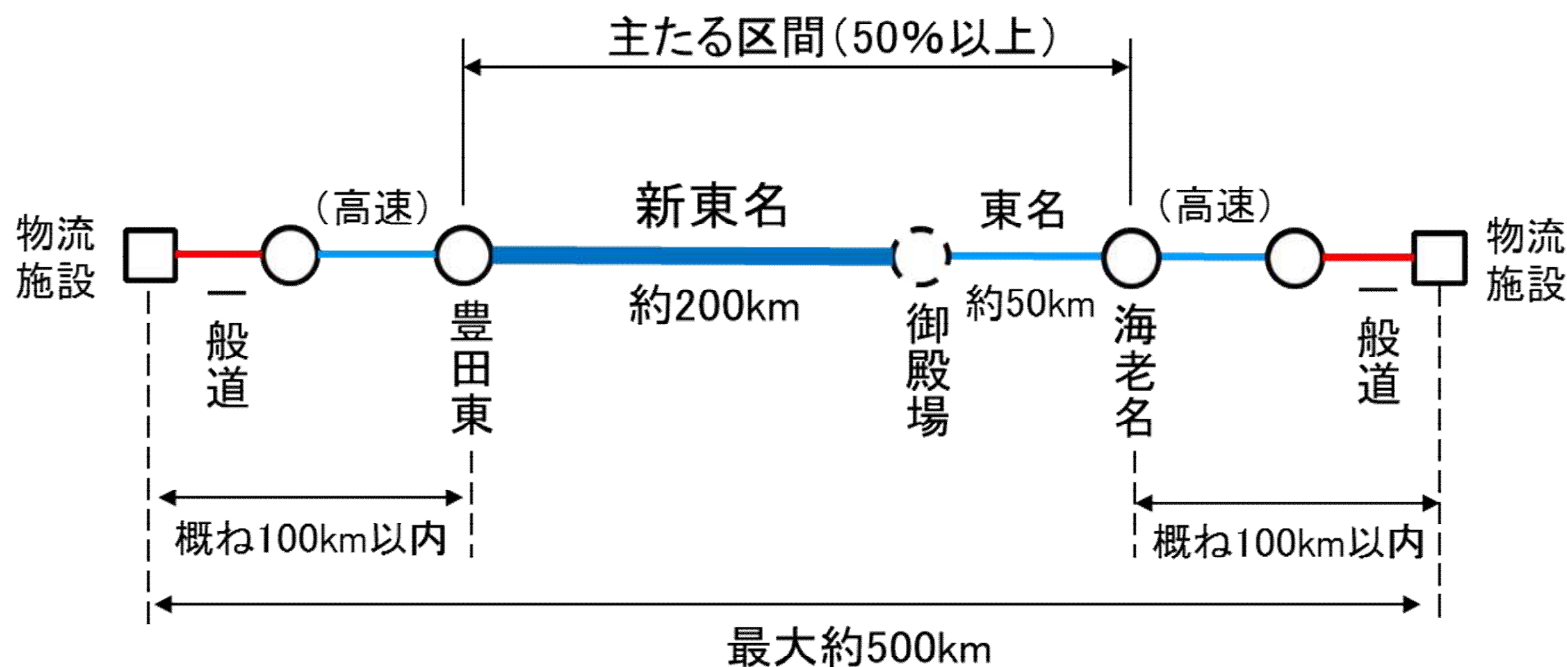 主たる区間(50%以上)
(高速)
新東名
東名
(高速)
物流
施設
物流
施設
約200km
約50km
一般道
豊田東
御殿場
海老名
一般道
概ね100km以内
概ね100km以内
最大約500km